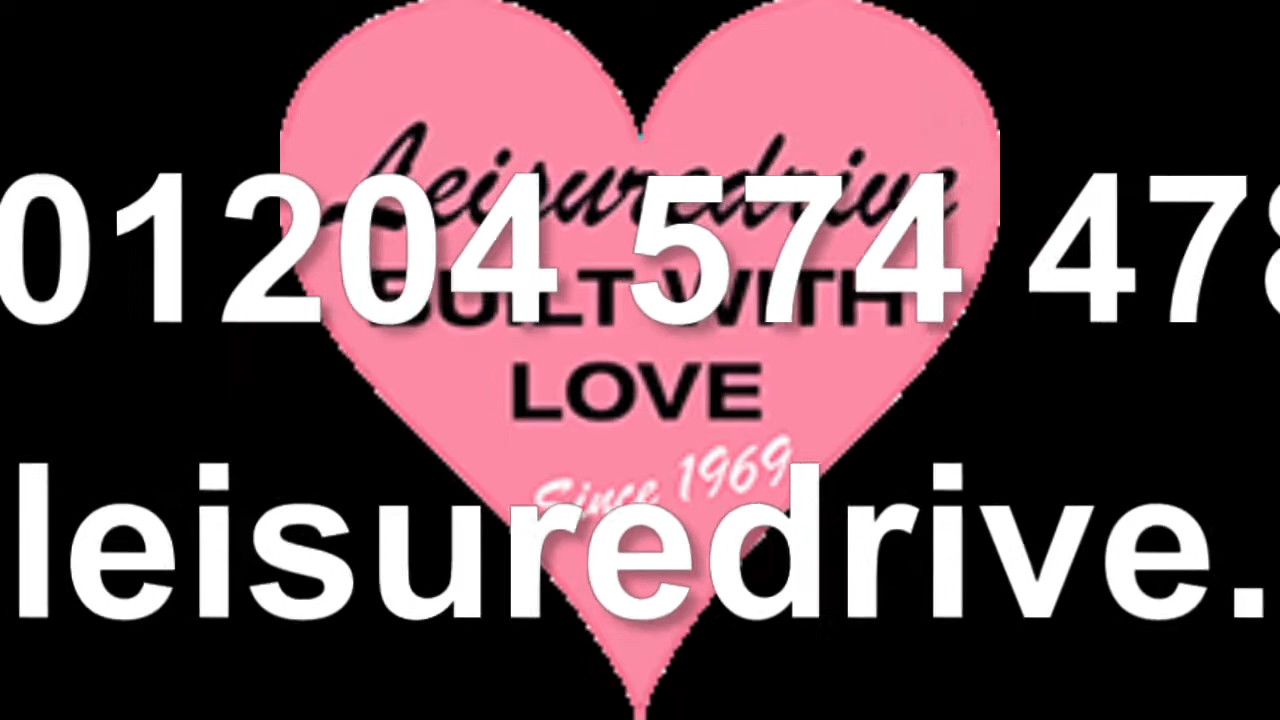 Leisuredrive
01204 574 478
BUILT WITH
LOVE
Since 1969
leisuredrive.